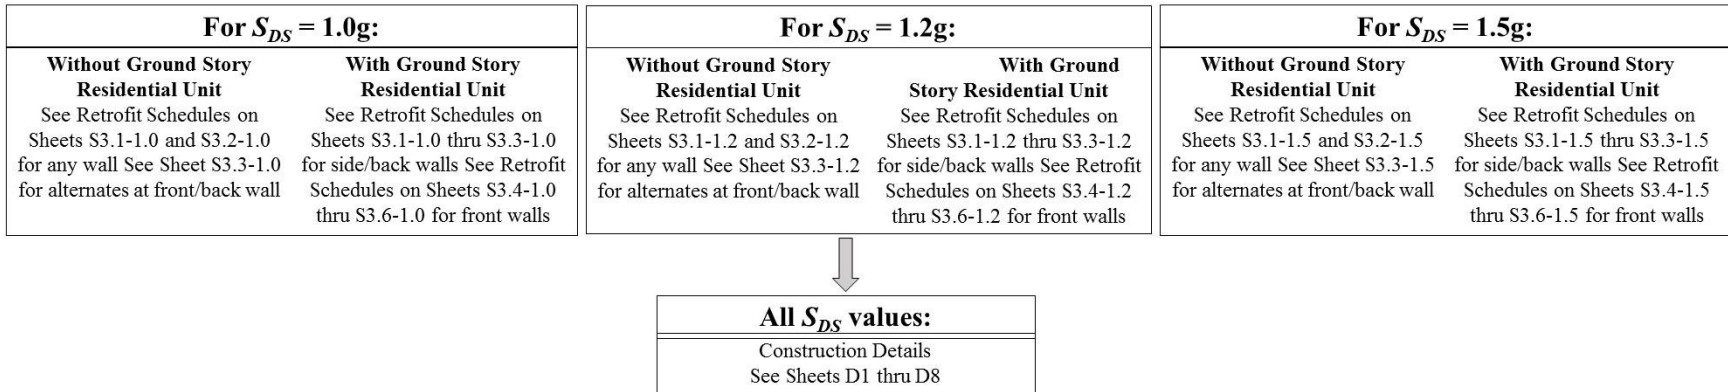 For S_DS = 1.0g:
Without Ground Story
Residential Unit
See Retrofit Schedules on
Sheets S3.1-1.0 and S3.2-1.0
for any wall See Sheet S3.3-1.0
for alternates at front/back wall
With Ground Story
Residential Unit
See Retrofit Schedules on
Sheets S3.1-1.0 thru S3.3-1.0
for side/back walls See Retrofit
Schedules on Sheets S3.4-1.0
thru S3.6-1.0 for front walls
For S_DS = 1.2g:
Without Ground Story
Residential Unit
See Retrofit Schedules on
Sheets S3.1-1.2 and S3.2-1.2
for any wall See Sheet S3.3-1.2
for alternates at front/back wall
With Ground
Story Residential Unit
See Retrofit Schedules on
Sheets S3.1-1.2 thru S3.3-1.2
for side/back walls See Retrofit
Schedules on Sheets S3.4-1.2
thru S3.6-1.2 for front walls
For S_DS = 1.5g:
Without Ground Story
Residential Unit
See Retrofit Schedules on
Sheets S3.1-1.5 and S3.2-1.5
for any wall See Sheet S3.3-1.5
for alternates at front/back wall
With Ground Story
Residential Unit
See Retrofit Schedules on
Sheets S3.1-1.5 thru S3.3-1.5
for side/back walls See Retrofit
Schedules on Sheets S3.4-1.5
thru S3.6-1.5 for front walls
All S_DS values:
Construction Details
See Sheets D1 thru D8